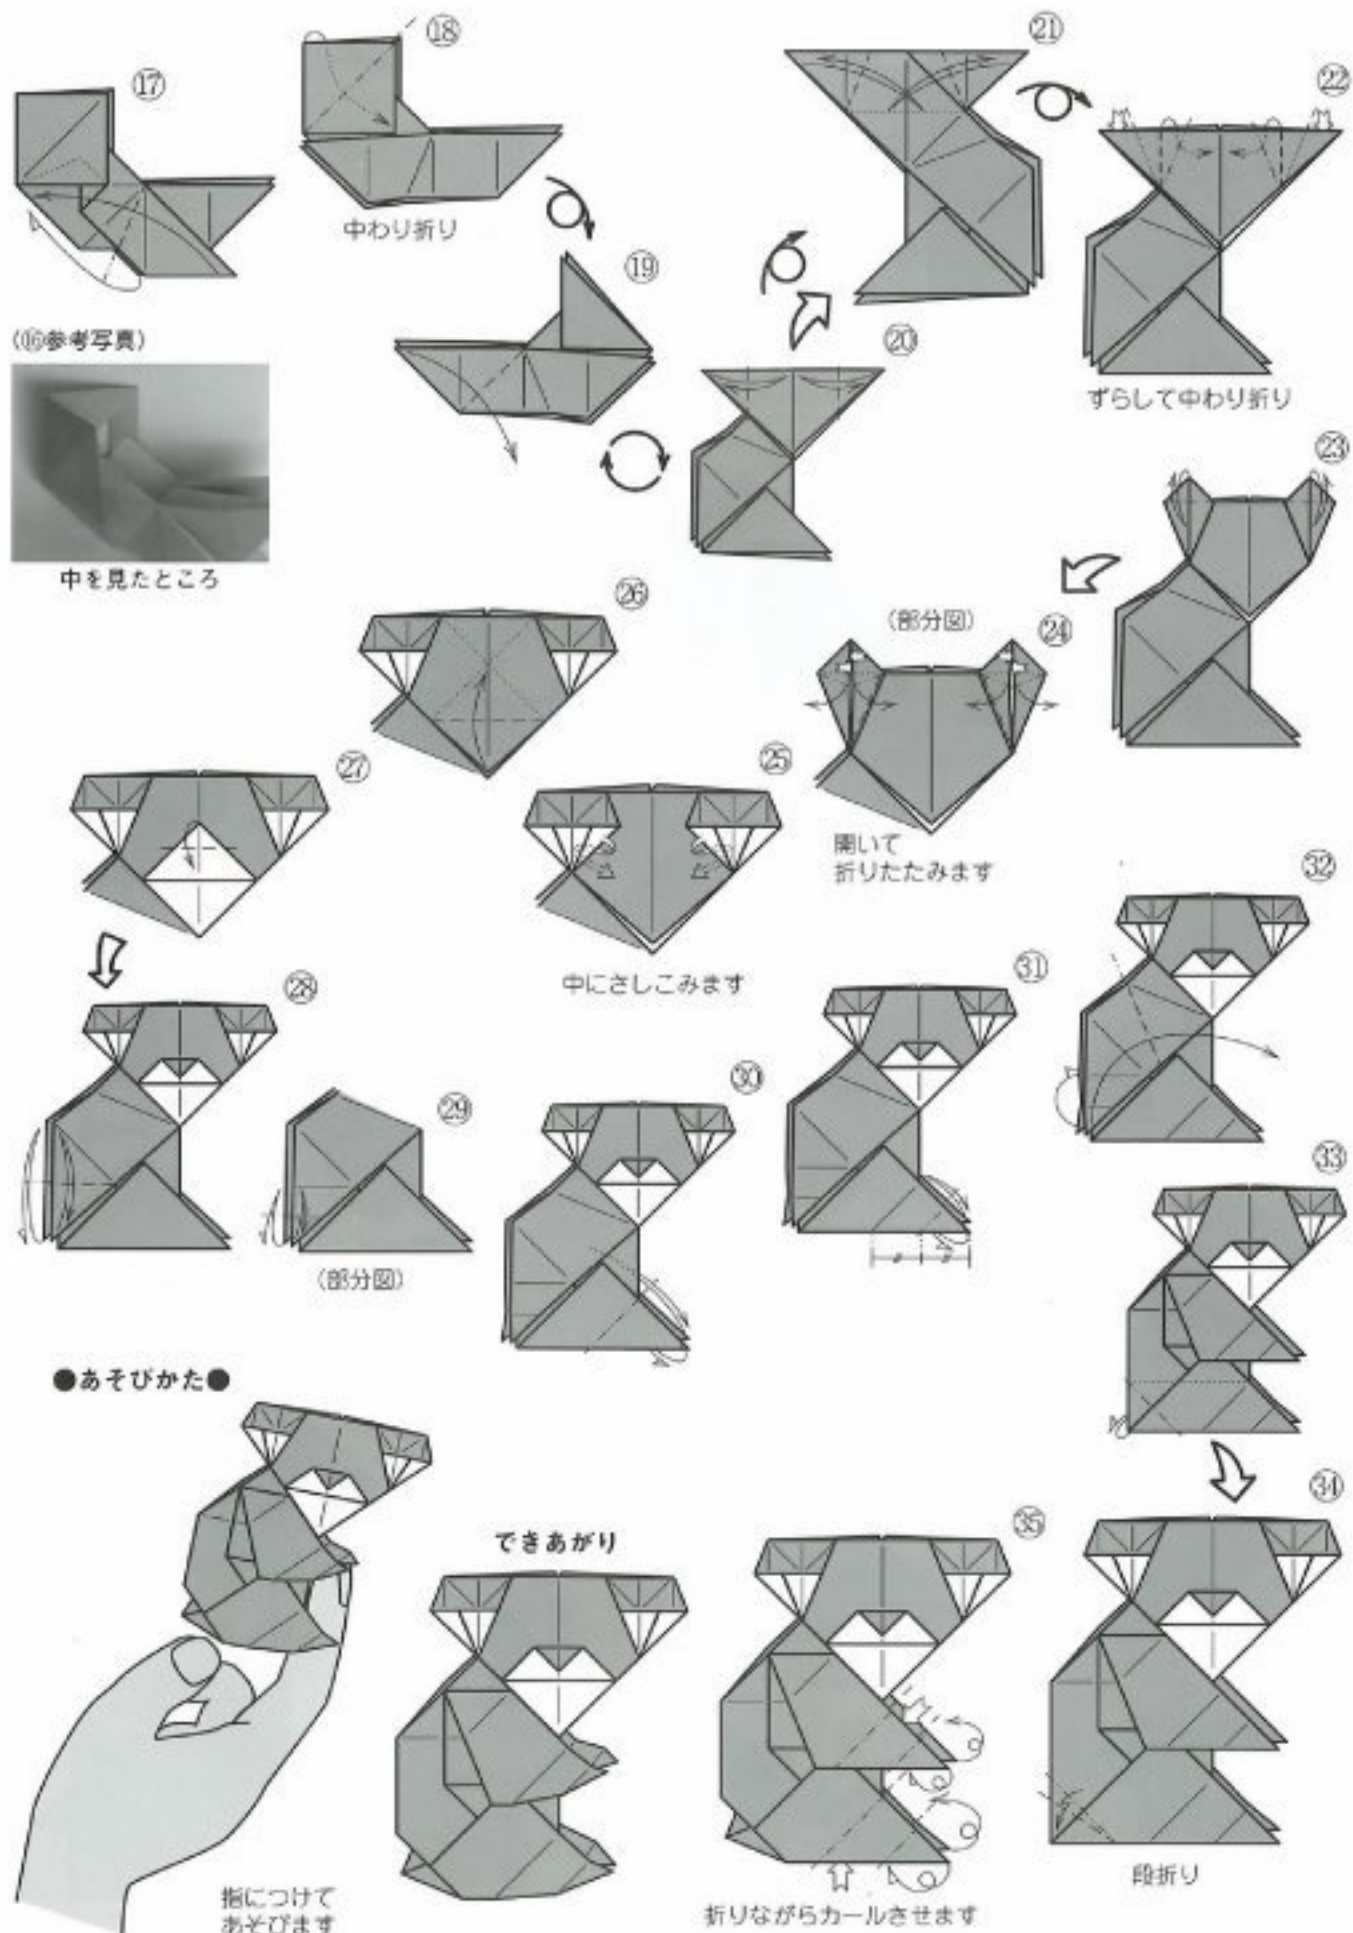 ⑰
⑱
中わり折り
⑲
(⑯参考写真)
中を見たところ
⑳
㉑
㉒
ずらして中わり折り
㉓
(部分図)
㉔
開いて
折りたたみます
㉕
中にさしこみます
㉖
㉗
㉘
㉙
(部分図)
㉚
㉛
㉜
㉝
㉞
段折り
㉟
折りながらカールさせます
できあがり
●あそびかた●
指につけて
あそびます